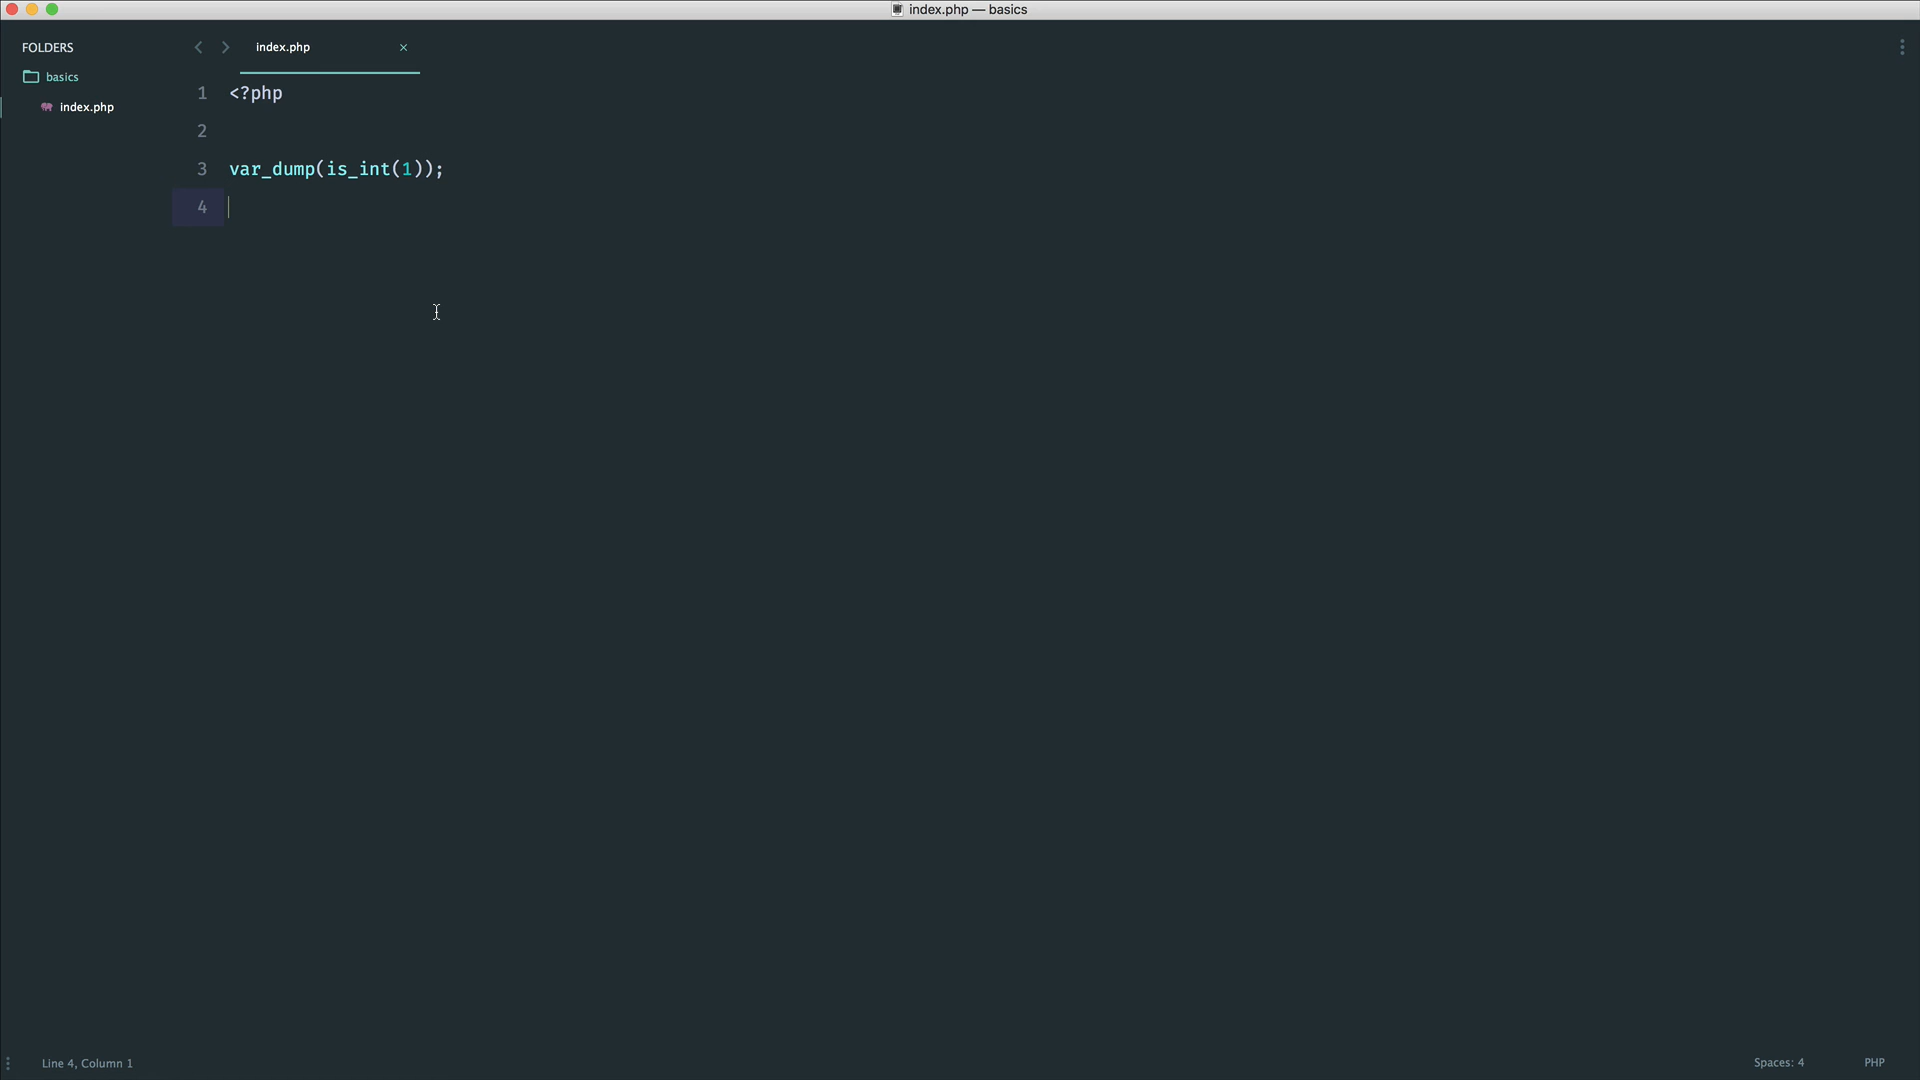 index.php — basics
FOLDERS
basics
index.php
index.php
1 <?php
2
3 var_dump(is_int(1));
4
Line 4, Column 1
Spaces: 4
PHP